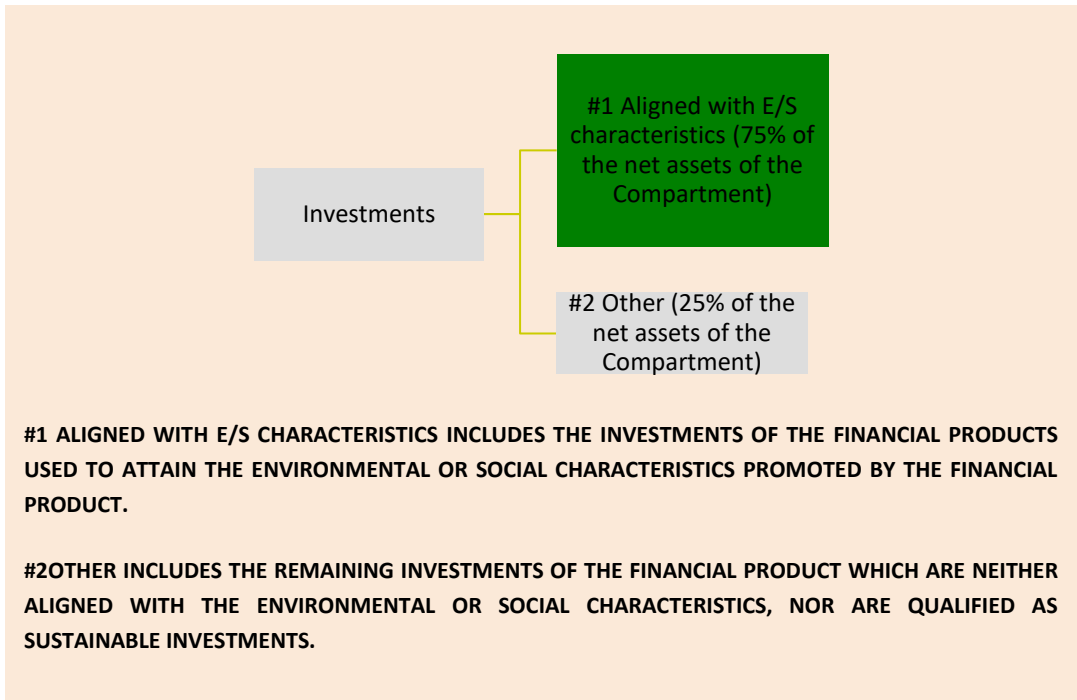 #1 Aligned with E/S
characteristics (75% of
the net assets of the
Compartment)
Investments
#2 Other (25% of the
net assets of the
Compartment)
#1 ALIGNED WITH E/S CHARACTERISTICS INCLUDES THE INVESTMENTS OF THE FINANCIAL PRODUCTS
USED TO ATTAIN THE ENVIRONMENTAL OR SOCIAL CHARACTERISTICS PROMOTED BY THE FINANCIAL
PRODUCT.
#2OTHER INCLUDES THE REMAINING INVESTMENTS OF THE FINANCIAL PRODUCT WHICH ARE NEITHER
ALIGNED WITH THE ENVIRONMENTAL OR SOCIAL CHARACTERISTICS, NOR ARE QUALIFIED AS
SUSTAINABLE INVESTMENTS.